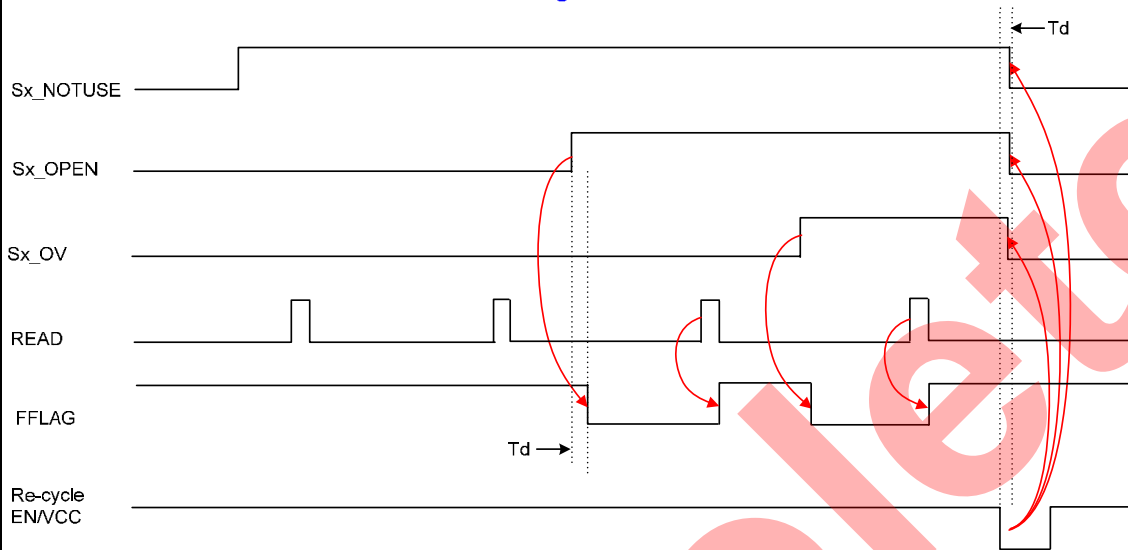 Td
Sx_NOTUSE
Sx_OPEN
Sx_OV
READ
FFLAG
Td
Re-cycle
EN/VCC